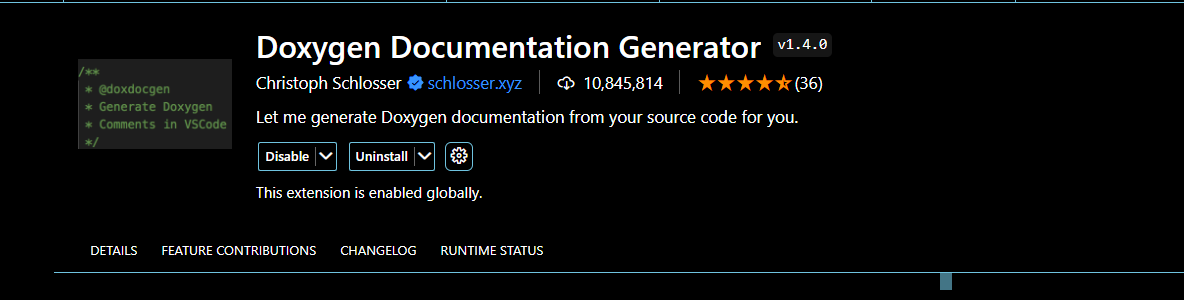 Doxygen Documentation Generator v1.4.0
/**
* @doxdocgen
* Generate Doxygen
* Comments in VSCode
*/
Christoph Schlosser schlosser.xyz 10,845,814 (36)
Let me generate Doxygen documentation from your source code for you.
Disable Uninstall
This extension is enabled globally.
DETAILS FEATURE CONTRIBUTIONS CHANGELOG RUNTIME STATUS